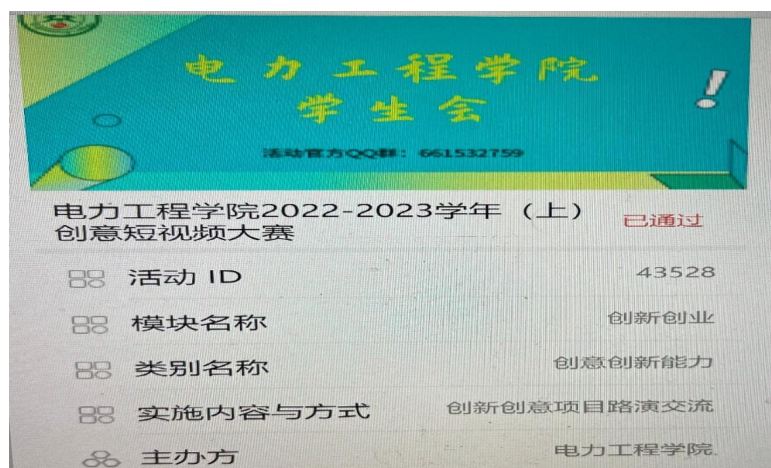 电力工程学院
学生会
活动官方QQ群：661532759
电力工程学院2022-2023学年（上）
创意短视频大赛
已通过
活动 ID 43528
模块名称 创新创业
类别名称 创意创新能力
实施内容与方式 创新创意项目路演交流
主办方 电力工程学院